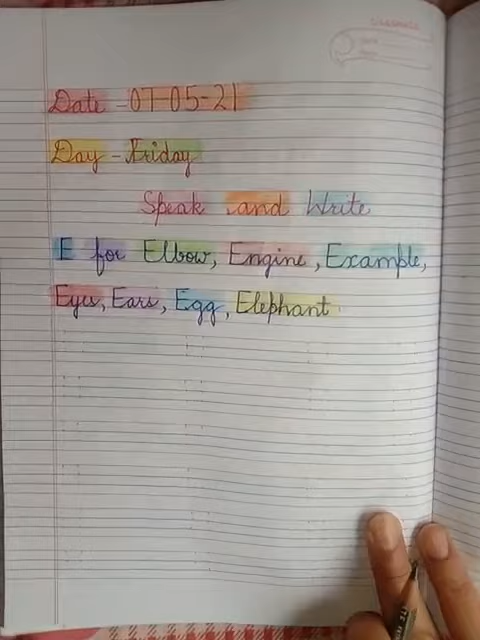 Date - 07-05-21
Day - Friday
Speak and Write
E for Elbow, Engine, Example,
Eyes, Ears, Egg, Elephant.